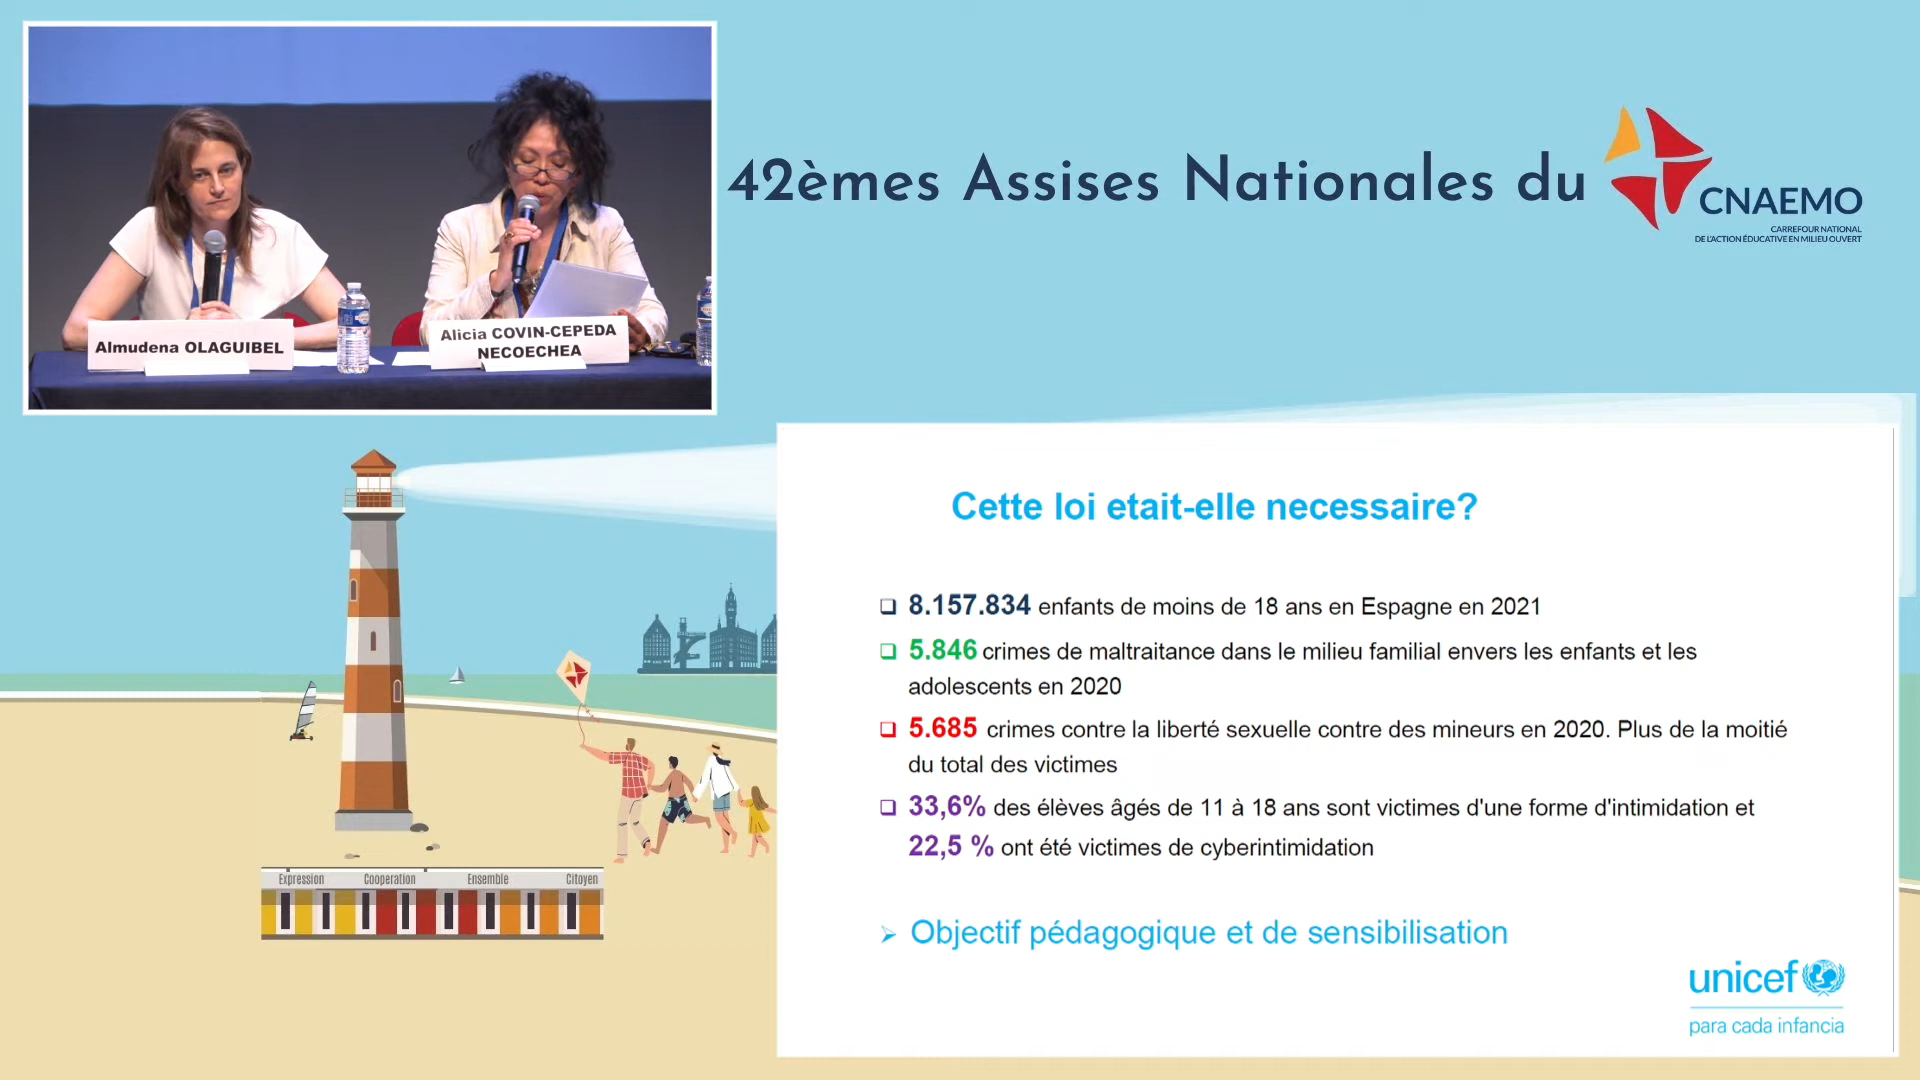 42èmes Assises Nationales du
CNAEMO
CARREFOUR NATIONAL
DE L'ACTION ÉDUCATIVE EN MILIEU OUVERT
Almudena OLAGUIBEL
Alicia COVIN-CEPEDA
NECOECHEA
Cette loi etait-elle necessaire?
8.157.834 enfants de moins de 18 ans en Espagne en 2021
5.846 crimes de maltraitance dans le milieu familial envers les enfants et les
adolescents en 2020
5.685 crimes contre la liberté sexuelle contre des mineurs en 2020. Plus de la moitié
du total des victimes
33,6% des élèves âgés de 11 à 18 ans sont victimes d'une forme d'intimidation et
22,5 % ont été victimes de cyberintimidation
Objectif pédagogique et de sensibilisation
unicef
para cada infancia
Expression Cooperation Ensemble Citoyen